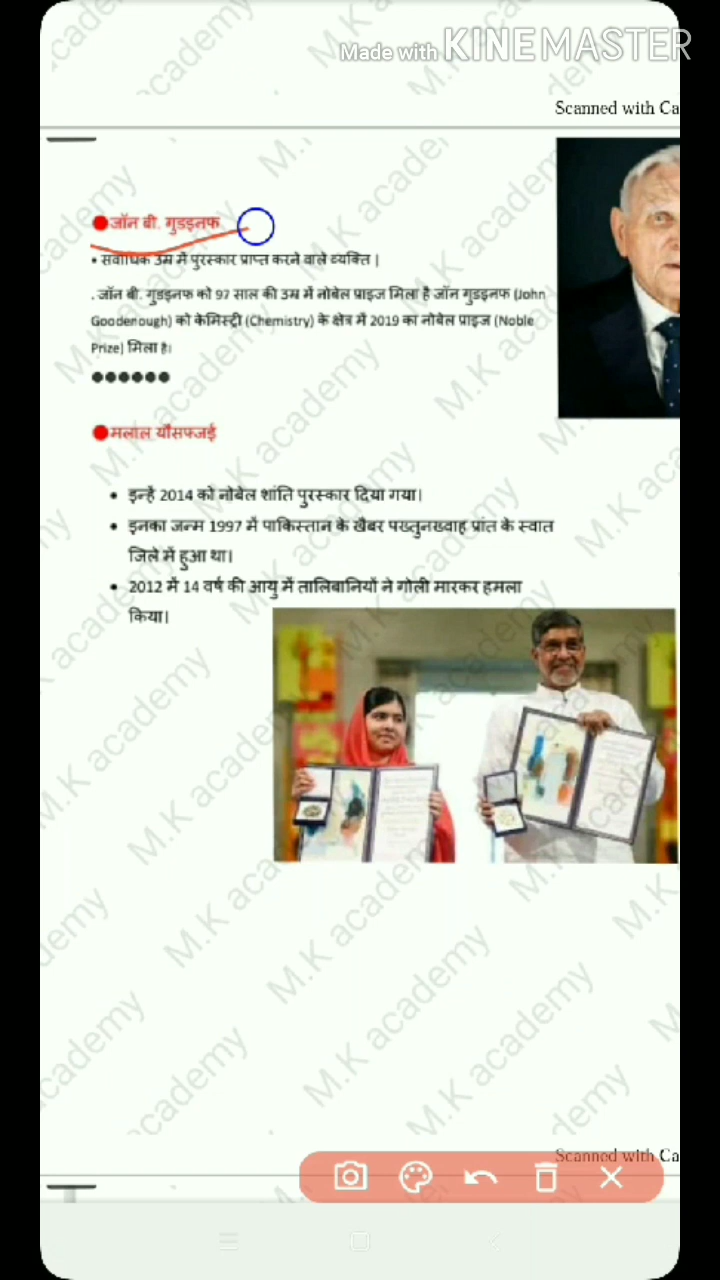 Made with KINEMASTER
Scanned with Ca
जॉन बी. गुडइनफ
• सर्वाधिक उम्र में पुरस्कार प्राप्त करने वाले व्यक्ति |
. जॉन बी. गुडइनफ को 97 साल की उम्र में नोबेल प्राइज मिला है जॉन गुडइनफ (John
Goodenough) को केमिस्ट्री (Chemistry) के क्षेत्र में 2019 का नोबेल प्राइज (Noble
Prize) मिला है।
मलाल यौसफजई
• इन्हें 2014 को नोबेल शांति पुरस्कार दिया गया।
• इनका जन्म 1997 में पाकिस्तान के खैबर पख्तुनख्वाह प्रांत के स्वात
जिले में हुआ था।
• 2012 में 14 वर्ष की आयु में तालिबानियों ने गोली मारकर हमला
किया।
M.K academy
Scanned with Ca